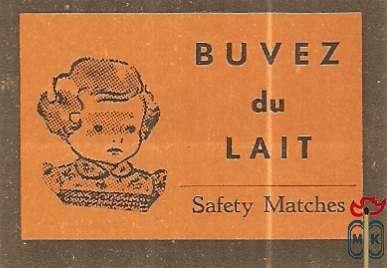 BUVEZ
du
LAIT
Safety Matches
MK